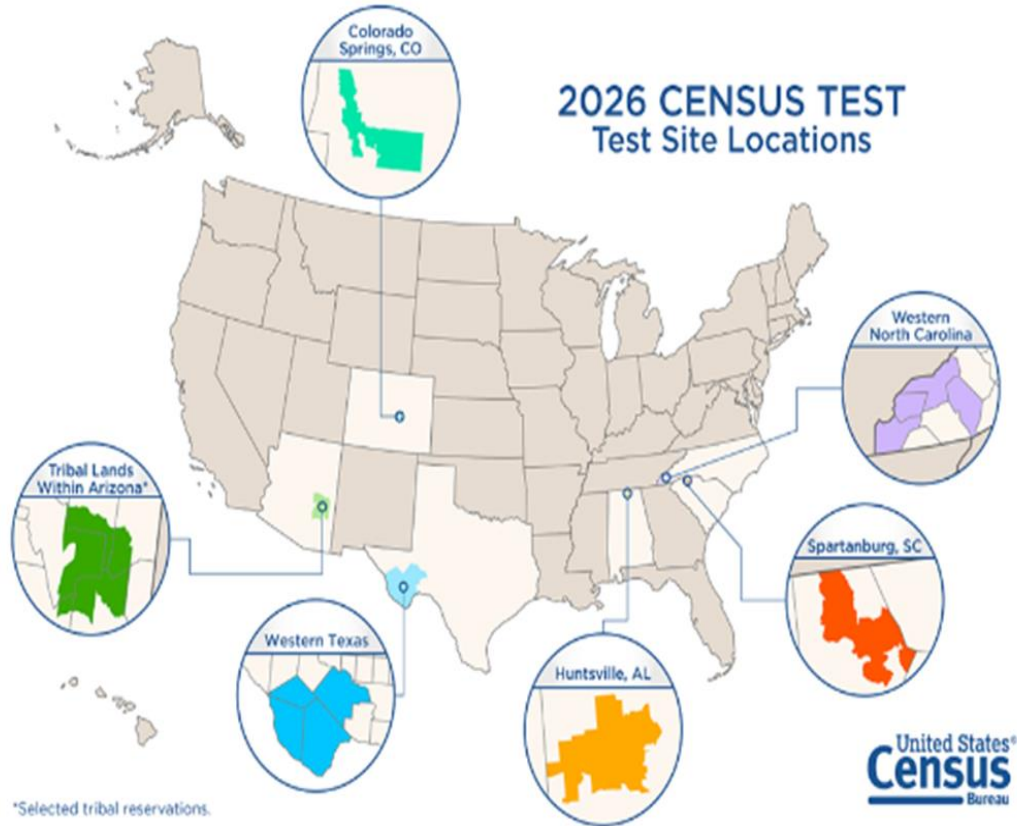 2026 CENSUS TEST
Test Site Locations
Colorado
Springs, CO
Western
North Carolina
Tribal Lands
Within Arizona*
Spartanburg, SC
Western Texas
Huntsville, AL
*Selected tribal reservations.
United States®
Census
Bureau